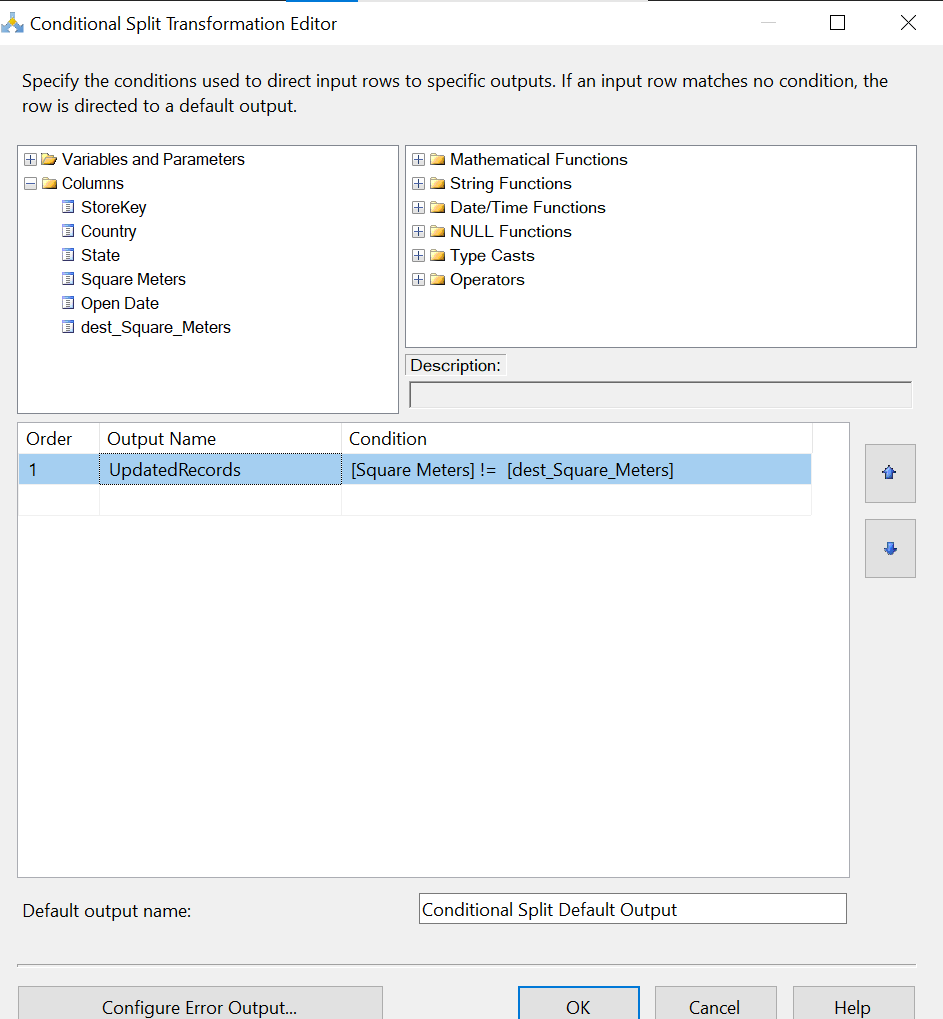 Conditional Split Transformation Editor
Specify the conditions used to direct input rows to specific outputs. If an input row matches no condition, the
row is directed to a default output.
Variables and Parameters
Columns
StoreKey
Country
State
Square Meters
Open Date
dest_Square_Meters
Mathematical Functions
String Functions
Date/Time Functions
NULL Functions
Type Casts
Operators
Description:
Order Output Name Condition
1 UpdatedRecords [Square Meters] != [dest_Square_Meters]
Default output name: Conditional Split Default Output
Configure Error Output... OK Cancel Help